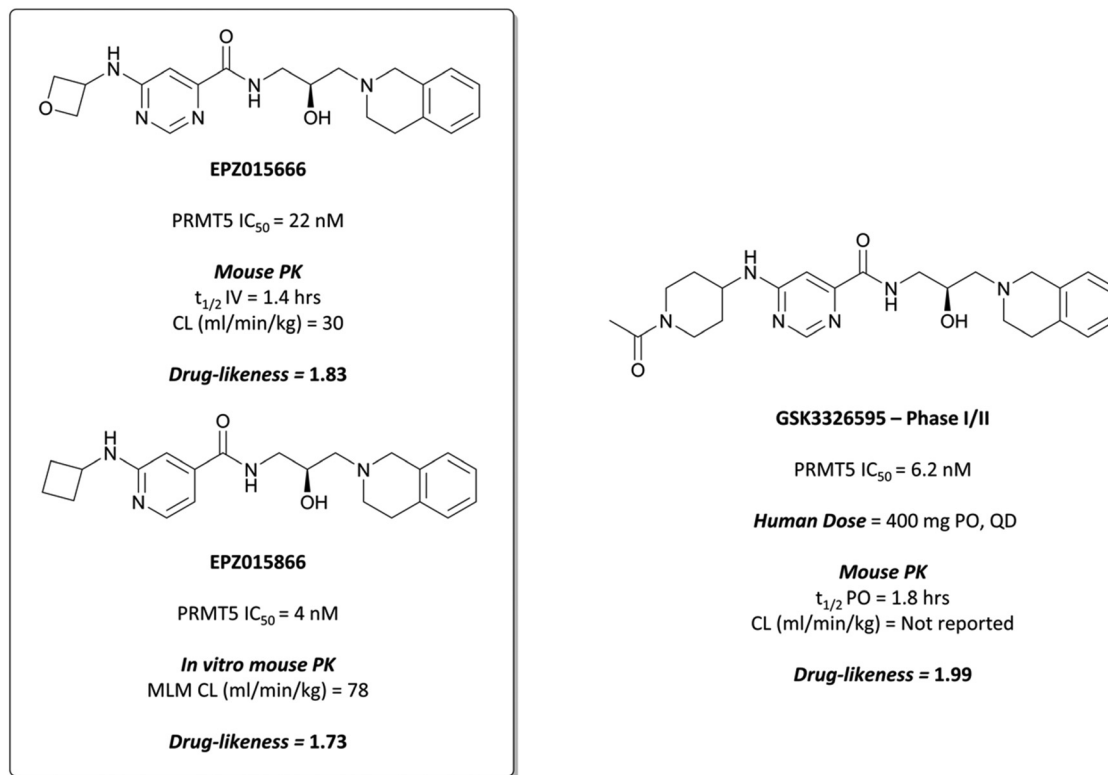 H
N
O
O
N
N
N
H
OH
N
EPZ015666
PRMT5 IC50 = 22 nM
Mouse PK
t1/2 IV = 1.4 hrs
CL (ml/min/kg) = 30
Drug-likeness = 1.83
H
N
O
N
N
H
OH
N
EPZ015866
PRMT5 IC50 = 4 nM
In vitro mouse PK
MLM CL (ml/min/kg) = 78
Drug-likeness = 1.73
H
N
O
N
O
N
N
N
H
OH
N
GSK3326595 – Phase I/II
PRMT5 IC50 = 6.2 nM
Human Dose = 400 mg PO, QD
Mouse PK
t1/2 PO = 1.8 hrs
CL (ml/min/kg) = Not reported
Drug-likeness = 1.99